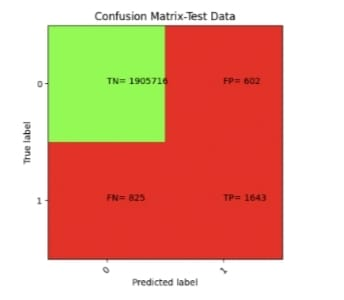 Confusion Matrix-Test Data
True label
0
TN= 1905716
FP= 602
1
FN= 825
TP= 1643
0
1
Predicted label